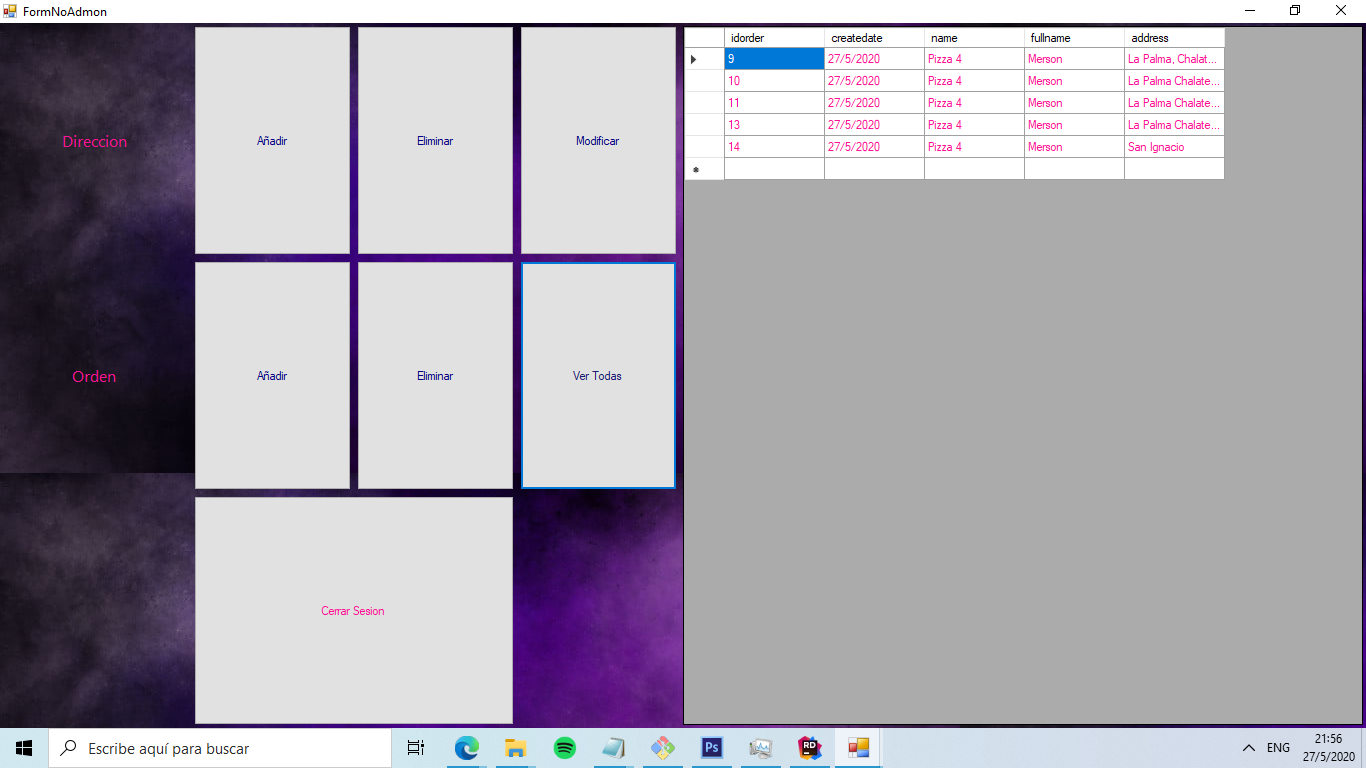 FormNoAdmon
Direccion
Añadir
Eliminar
Modificar
Orden
Añadir
Eliminar
Ver Todas
Cerrar Sesion
idorder createdate name fullname address
9 27/5/2020 Pizza 4 Merson La Palma, Chalat...
10 27/5/2020 Pizza 4 Merson La Palma Chalate...
11 27/5/2020 Pizza 4 Merson La Palma Chalate...
13 27/5/2020 Pizza 4 Merson La Palma Chalate...
14 27/5/2020 Pizza 4 Merson San Ignacio
Escribe aquí para buscar
Ps
RD
ENG
21:56
27/5/2020